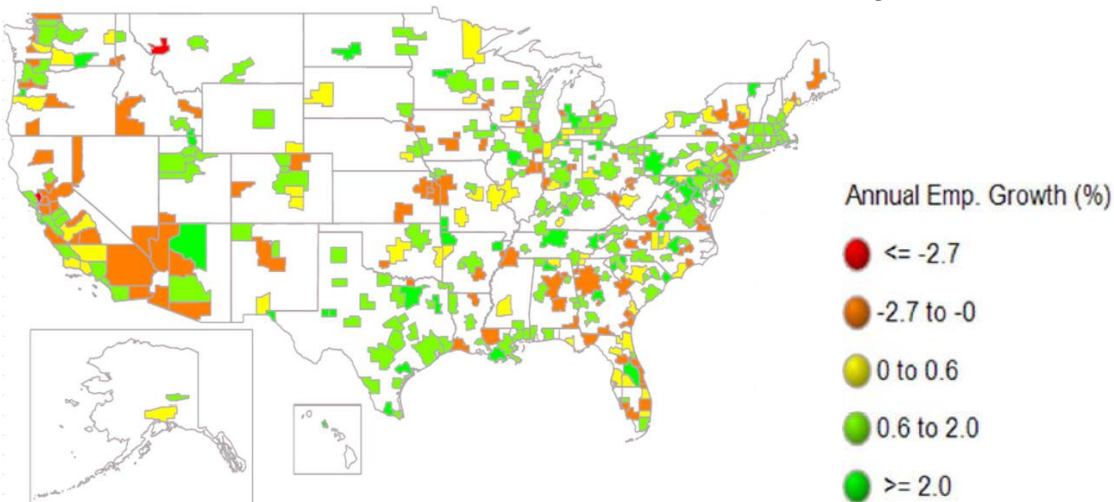 Annual Emp. Growth (%)
<= -2.7
-2.7 to -0
0 to 0.6
0.6 to 2.0
>= 2.0